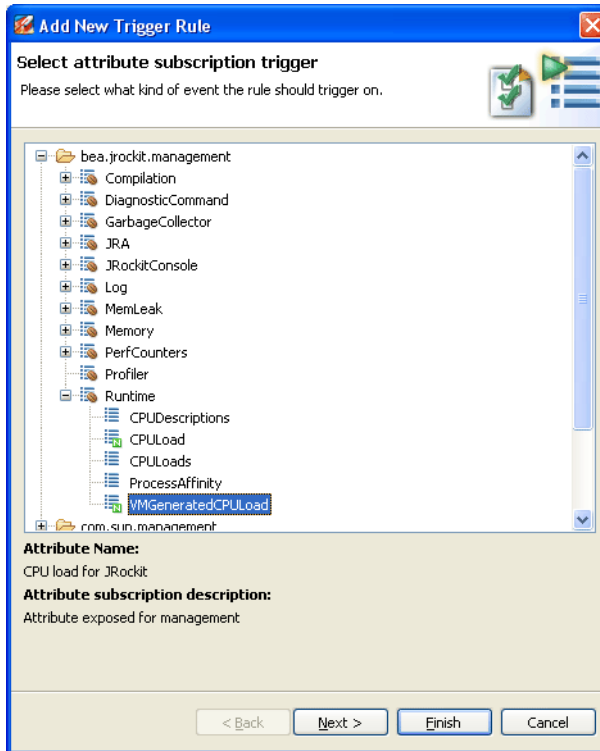 Add New Trigger Rule
Select attribute subscription trigger
Please select what kind of event the rule should trigger on.
bea.jrockit.management
Compilation
DiagnosticCommand
GarbageCollector
JRA
JRockitConsole
Log
MemLeak
Memory
PerfCounters
Profiler
Runtime
CPUDescriptions
CPULoad
CPULoads
ProcessAffinity
VMGeneratedCPULoad
com.sun.management
Attribute Name:
CPU load for JRockit
Attribute subscription description:
Attribute exposed for management
< Back Next > Finish Cancel